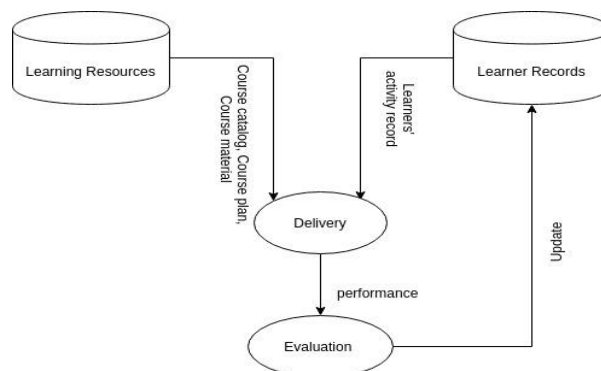 Learning Resources
Learner Records
Course catalog, Course plan,
Course material
Learners'
activity record
Delivery
Update
performance
Evaluation